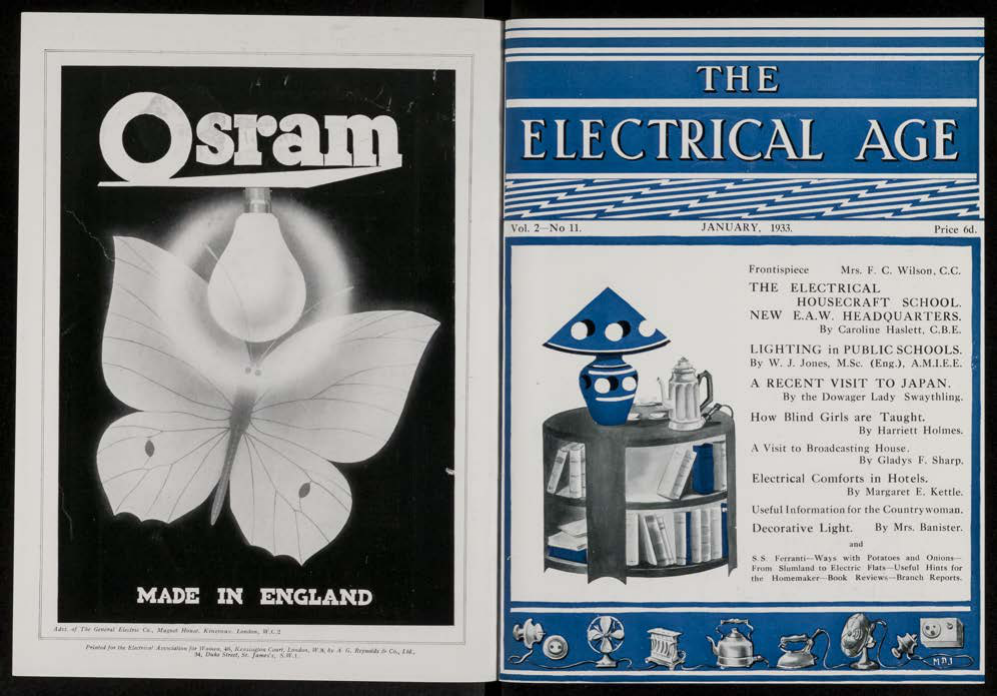 Osram
MADE IN ENGLAND
Advt. of The General Electric Co., Magnet House, Kingsway, London, W.C.2
Printed for the Electrical Association for Women, 46, Kensington Court, London, W.8, by A. G. Reynolds & Co., Ltd.,
34, Duke Street, St. James's, S.W.1.
THE
ELECTRICAL AGE
Vol. 2—No 11. JANUARY, 1933. Price 6d.
Frontispiece Mrs. F. C. Wilson, C.C.
THE ELECTRICAL
HOUSECRAFT SCHOOL.
NEW E.A.W. HEADQUARTERS.
By Caroline Haslett, C.B.E.
LIGHTING in PUBLIC SCHOOLS.
By W. J. Jones, M.Sc. (Eng.), A.M.I.E.E.
A RECENT VISIT TO JAPAN.
By the Dowager Lady Swaythling.
How Blind Girls are Taught.
By Harriett Holmes.
A Visit to Broadcasting House.
By Gladys F. Sharp.
Electrical Comforts in Hotels.
By Margaret E. Kettle.
Useful Information for the Countrywoman.
Decorative Light. By Mrs. Banister.
and
S.S. Ferranti—Ways with Potatoes and Onions—
From Slumland to Electric Flats—Useful Hints for
the Homemaker—Book Reviews—Branch Reports.